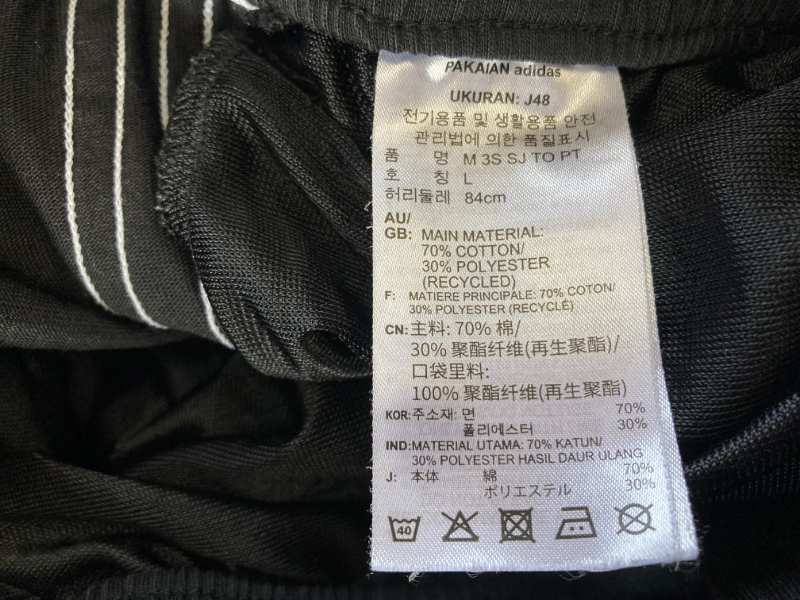 PAKAIAN adidas
UKURAN: J48
전기용품 및 생활용품 안전
관리법에 의한 품질표시
품 명 M 3S SJ TO PT
호 칭 L
허리둘레 84cm
AU/
GB: MAIN MATERIAL:
70% COTTON/
30% POLYESTER
(RECYCLED)
F: MATIERE PRINCIPALE: 70% COTON/
30% POLYESTER (RECYCLÉ)
CN: 主料: 70% 棉/
30% 聚酯纤维(再生聚酯)/
口袋里料:
100% 聚酯纤维(再生聚酯)
KOR: 주소재: 면 70%
폴리에스터 30%
IND: MATERIAL UTAMA: 70% KATUN/
30% POLYESTER HASIL DAUR ULANG
J: 本体 綿 70%
ポリエステル 30%
40